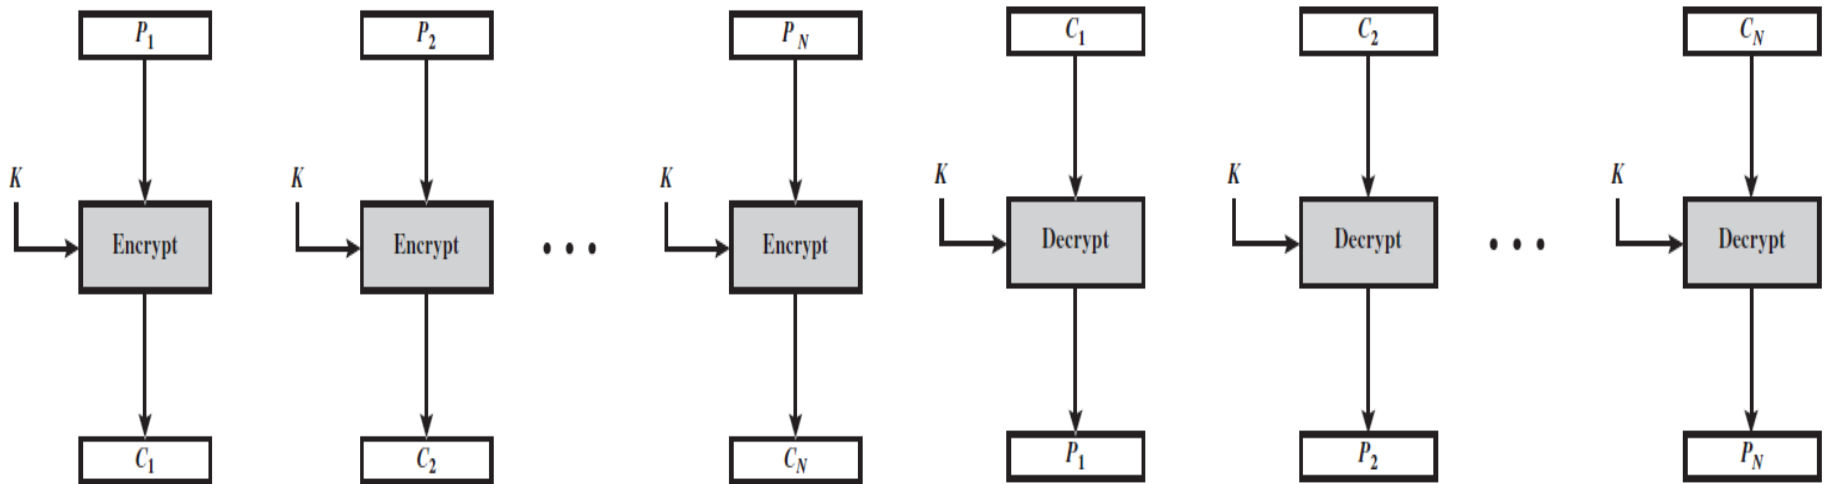 P1 P2 PN C1 C2 CN
K K K K K K
Encrypt Encrypt • • • Encrypt Decrypt Decrypt • • • Decrypt
C1 C2 CN P1 P2 PN